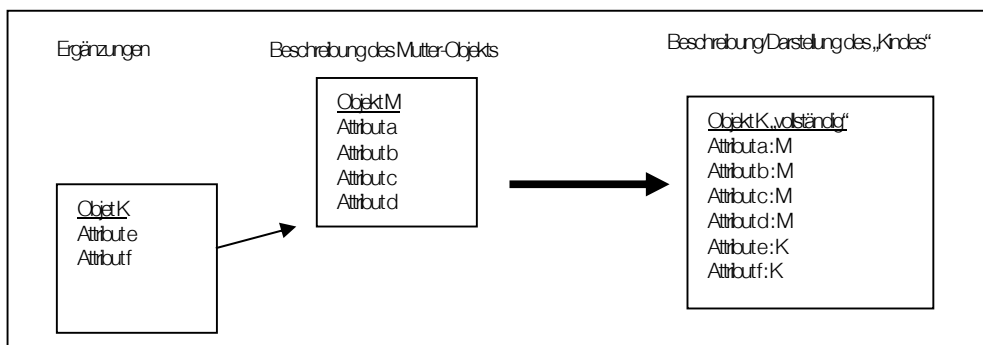 Ergänzungen
Beschreibung des Mutter-Objekts
Beschreibung/Darstellung des „Kindes“
Objekt M
Attribut a
Attribut b
Attribut c
Attribut d
Objet K
Attribut e
Attribut f
Objekt K „vollständig“
Attribut a: M
Attribut b: M
Attribut c: M
Attribut d: M
Attribut e: K
Attribut f: K